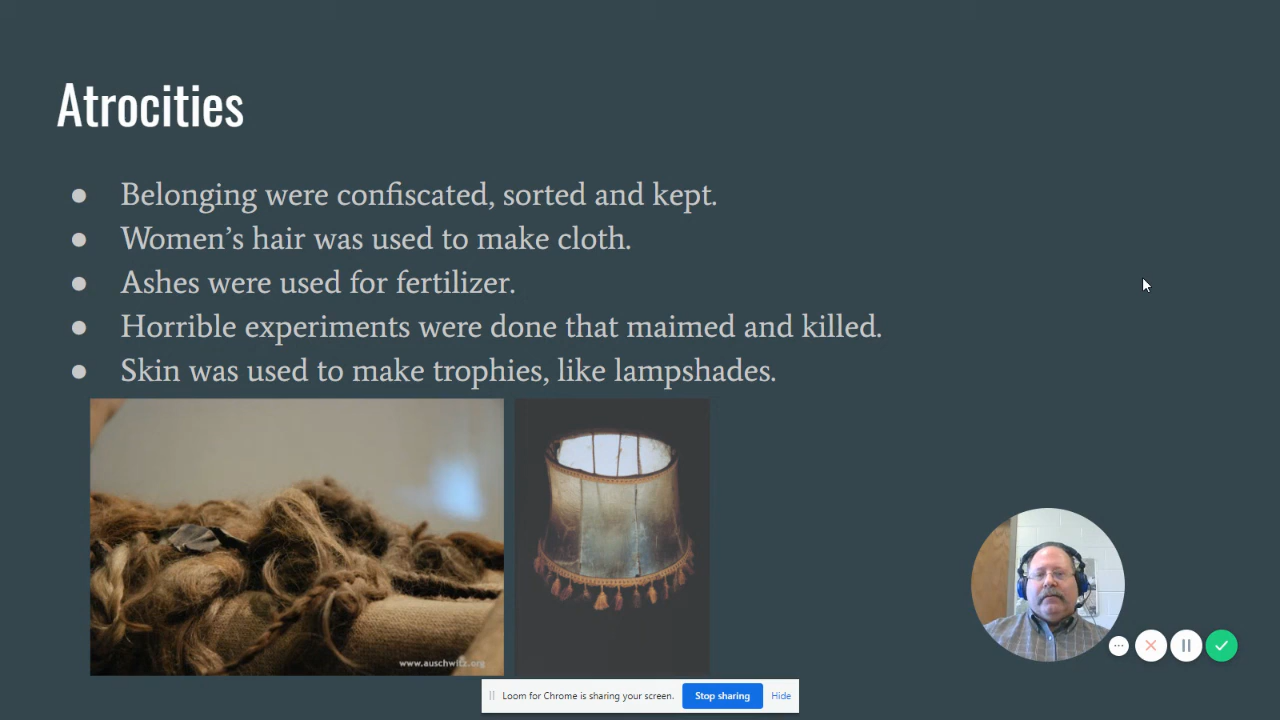 Atrocities
● Belonging were confiscated, sorted and kept.
● Women's hair was used to make cloth.
● Ashes were used for fertilizer.
● Horrible experiments were done that maimed and killed.
● Skin was used to make trophies, like lampshades.
www.auschwitz.org
Loom for Chrome is sharing your screen. Stop sharing Hide